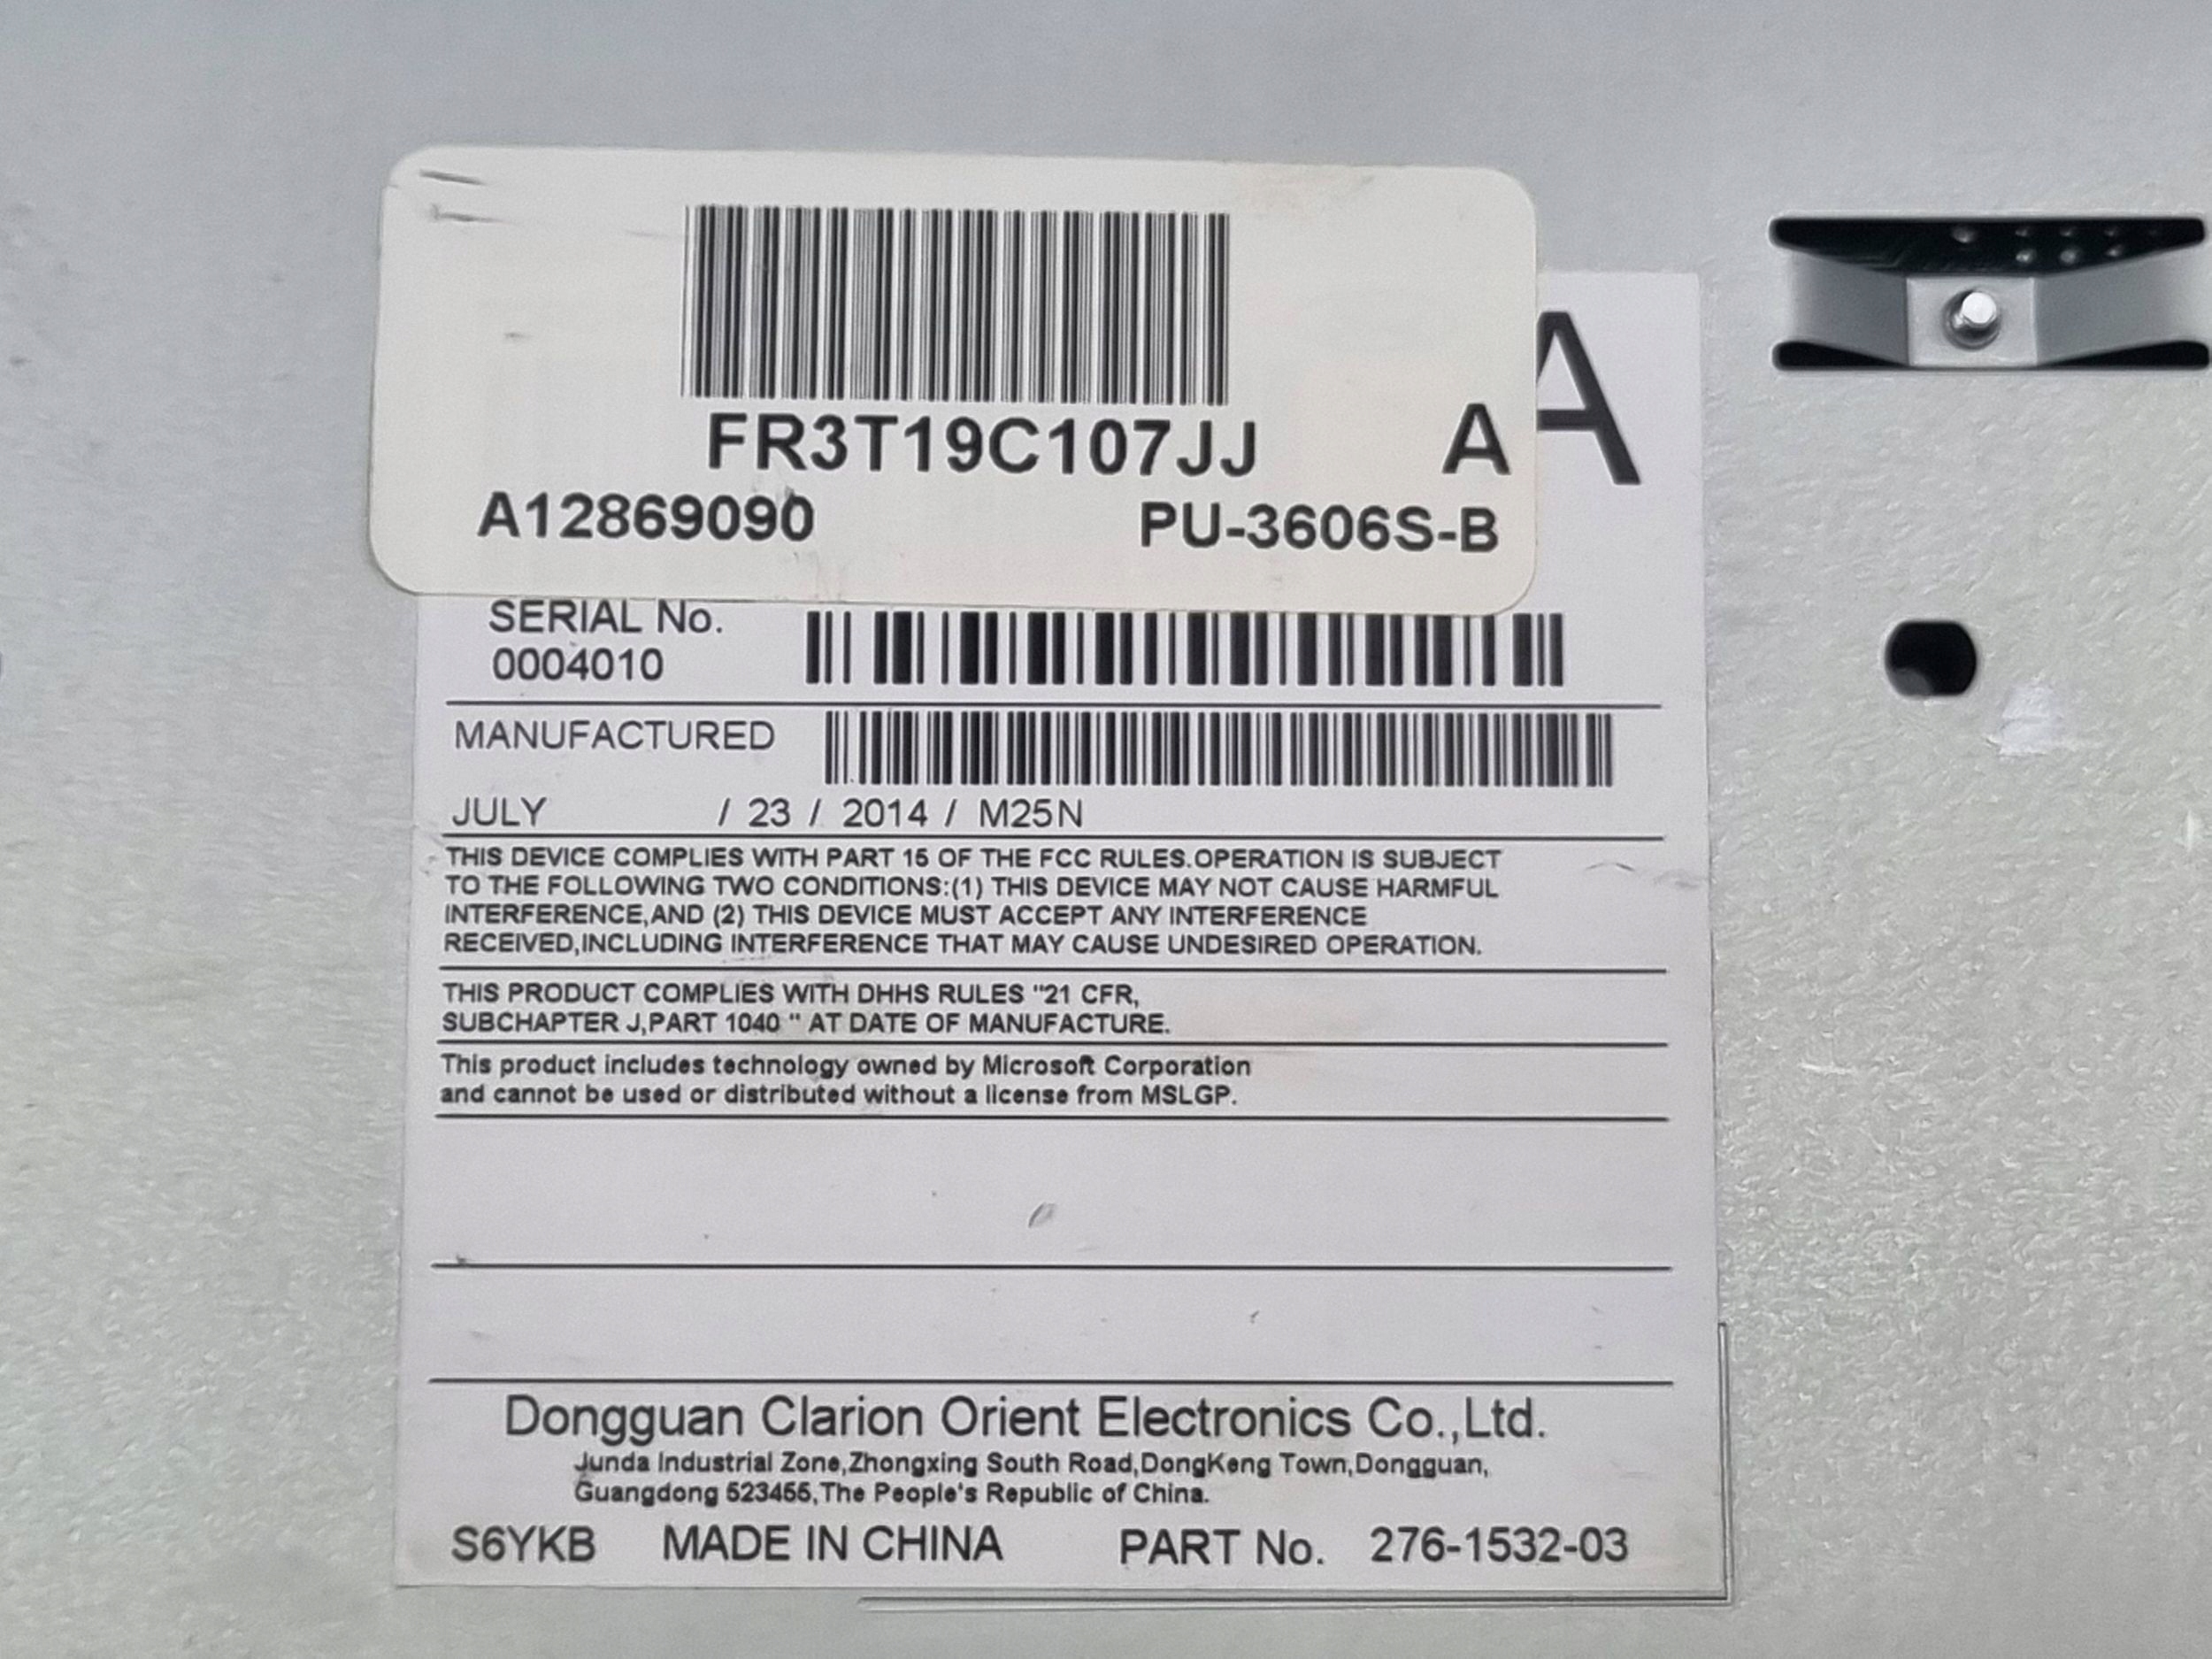 FR3T19C107JJ A A
A12869090 PU-3606S-B
SERIAL No.
0004010
MANUFACTURED
JULY / 23 / 2014 / M25N
THIS DEVICE COMPLIES WITH PART 15 OF THE FCC RULES.OPERATION IS SUBJECT
TO THE FOLLOWING TWO CONDITIONS:(1) THIS DEVICE MAY NOT CAUSE HARMFUL
INTERFERENCE,AND (2) THIS DEVICE MUST ACCEPT ANY INTERFERENCE
RECEIVED,INCLUDING INTERFERENCE THAT MAY CAUSE UNDESIRED OPERATION.
THIS PRODUCT COMPLIES WITH DHHS RULES "21 CFR,
SUBCHAPTER J,PART 1040 " AT DATE OF MANUFACTURE.
This product includes technology owned by Microsoft Corporation
and cannot be used or distributed without a license from MSLGP.
Dongguan Clarion Orient Electronics Co.,Ltd.
Junda Industrial Zone,Zhongxing South Road,DongKeng Town,Dongguan,
Guangdong 523455,The People's Republic of China.
S6YKB MADE IN CHINA PART No. 276-1532-03